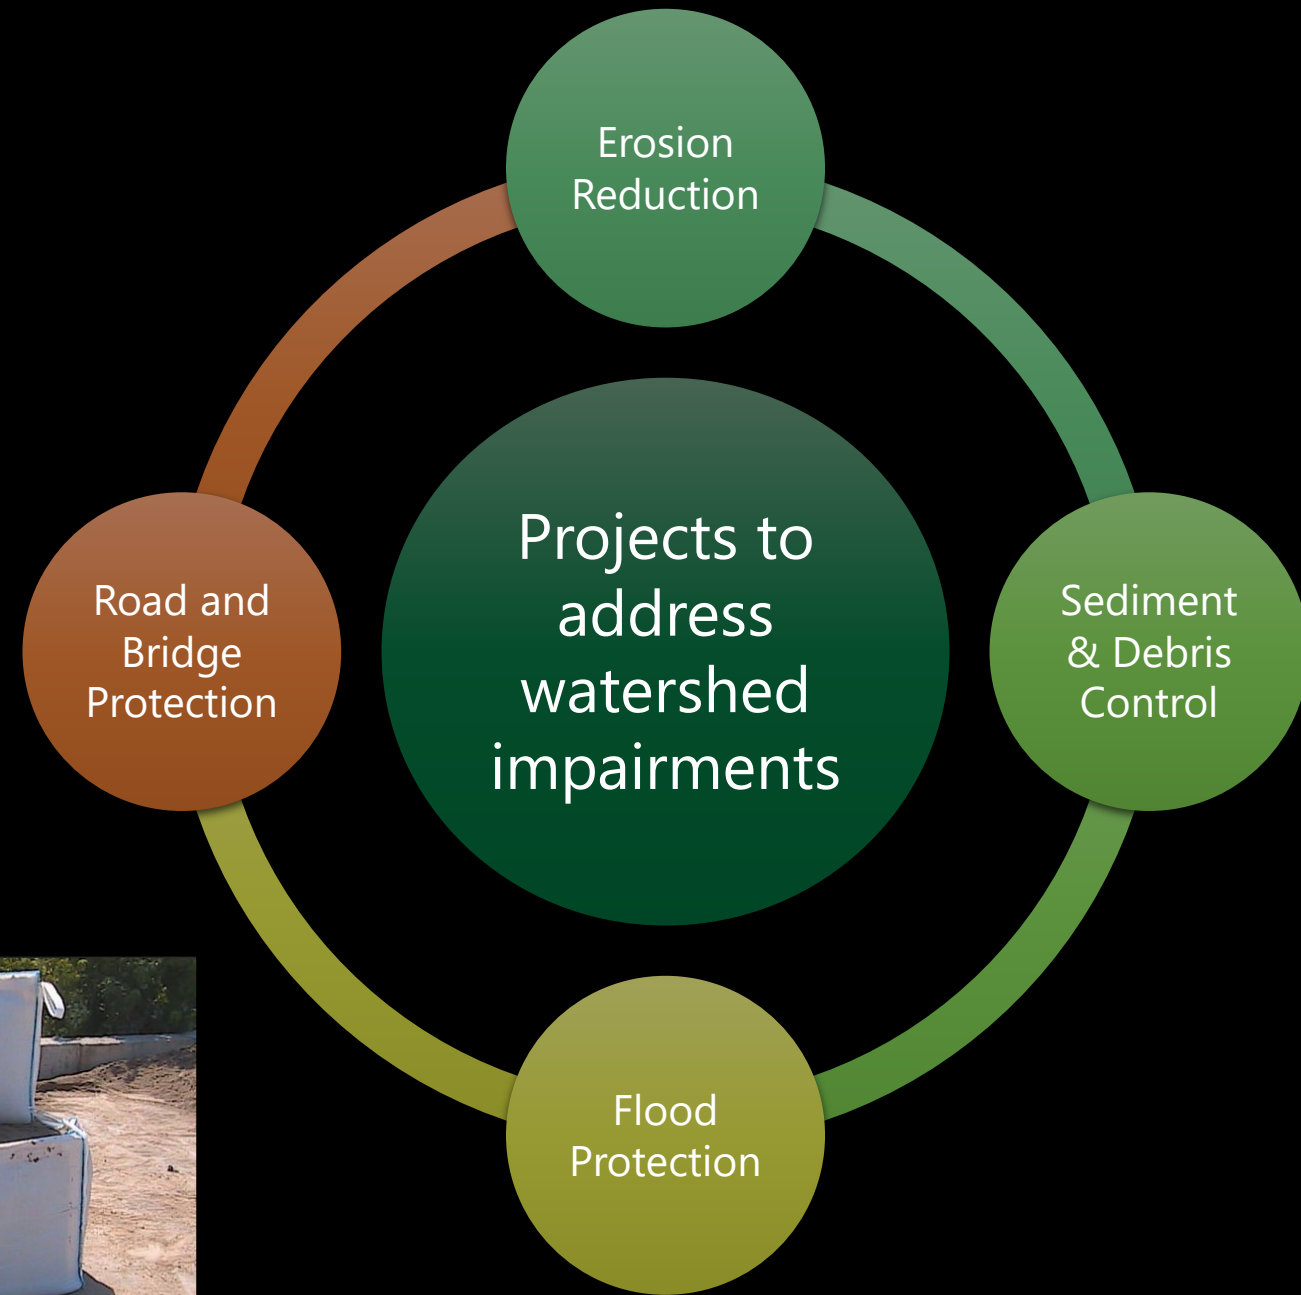 Erosion
Reduction
Projects to
address
watershed
impairments
Road and
Bridge
Protection
Sediment
& Debris
Control
Flood
Protection